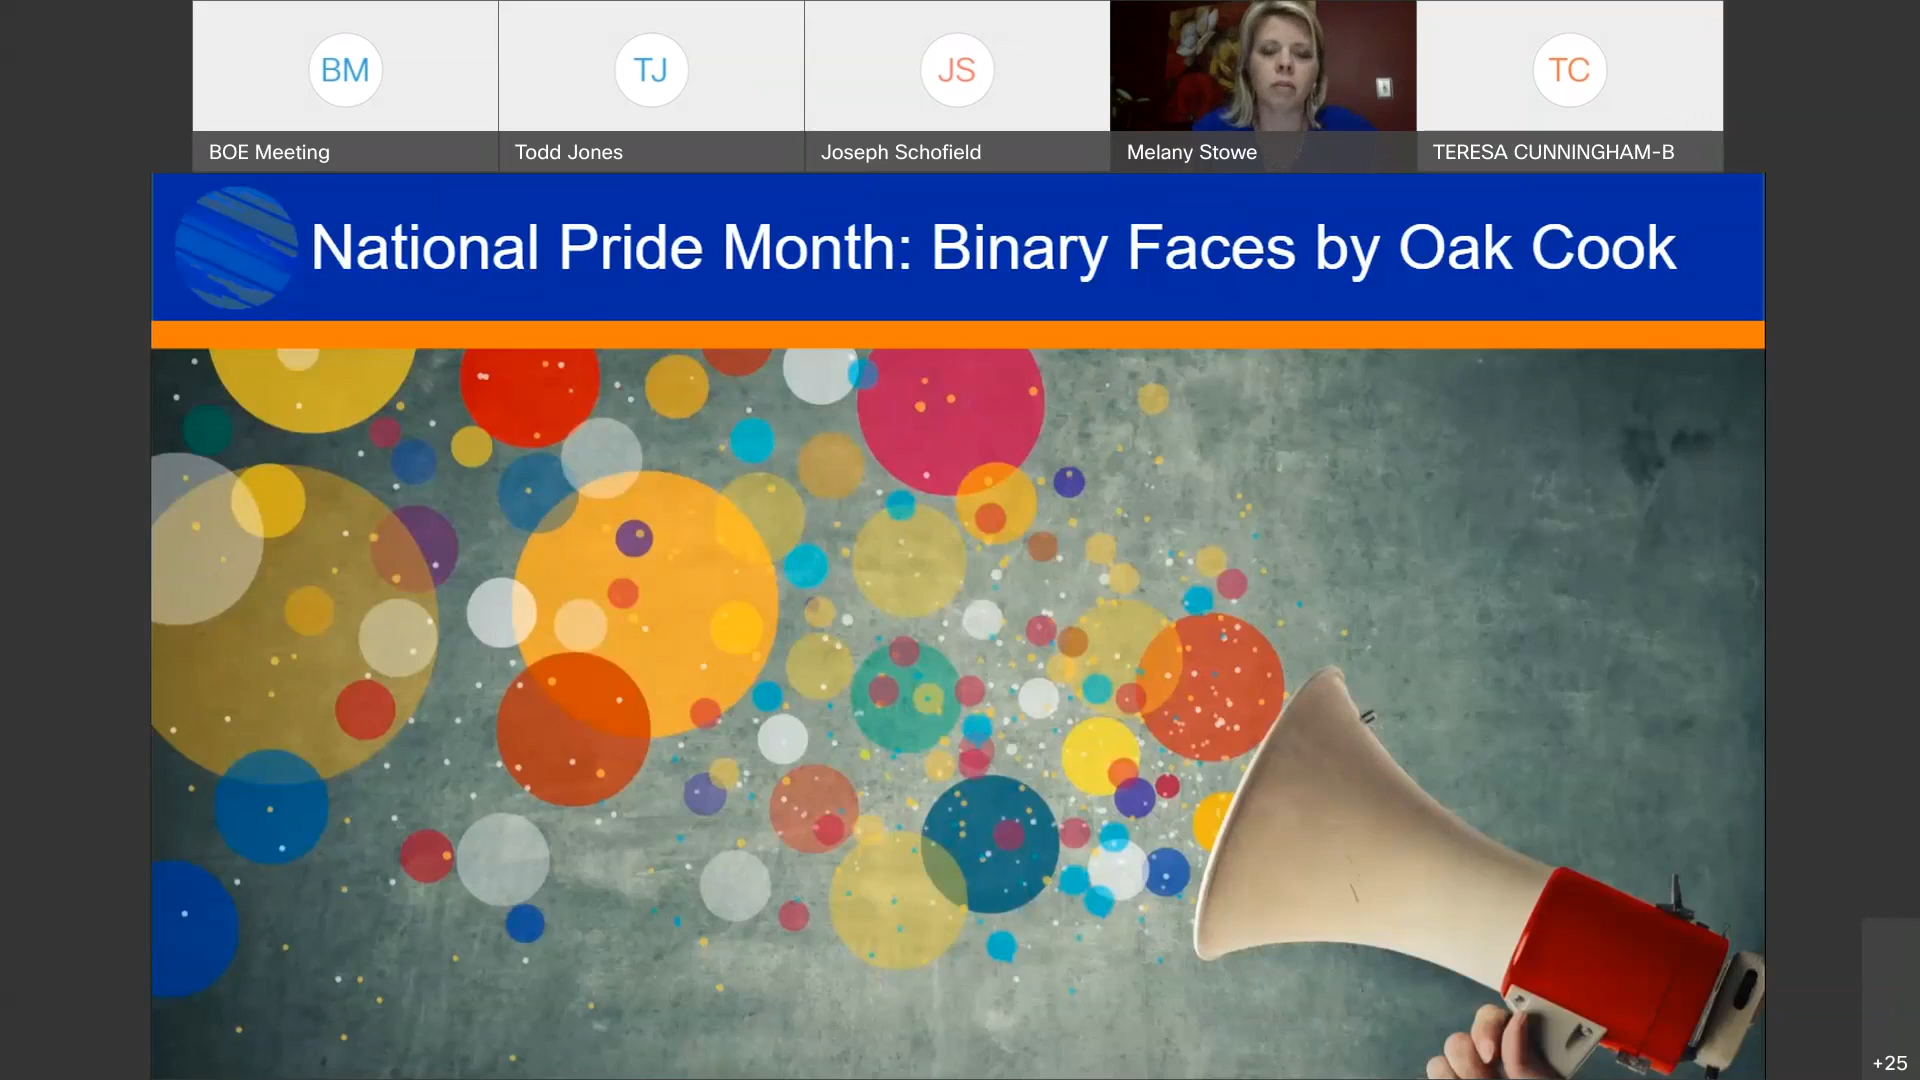 BM
TJ
JS
TC
BOE Meeting
Todd Jones
Joseph Schofield
Melany Stowe
TERESA CUNNINGHAM-B
National Pride Month: Binary Faces by Oak Cook
+25